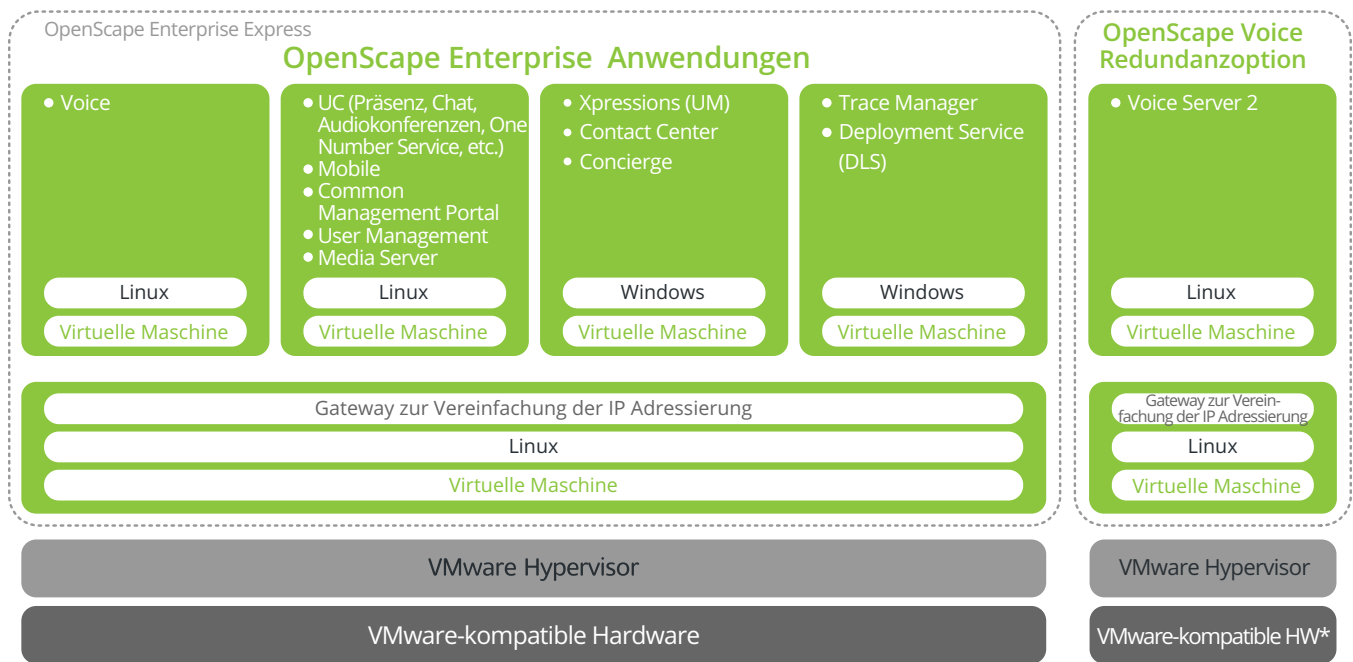 OpenScape Enterprise Express
OpenScape Enterprise Anwendungen
Voice
Linux
Virtuelle Maschine
UC (Präsenz, Chat,
Audiokonferenzen, One
Number Service, etc.)
Mobile
Common
Management Portal
User Management
Media Server
Linux
Virtuelle Maschine
Xpressions (UM)
Contact Center
Concierge
Windows
Virtuelle Maschine
Trace Manager
Deployment Service
(DLS)
Windows
Virtuelle Maschine
Gateway zur Vereinfachung der IP Adressierung
Linux
Virtuelle Maschine
VMware Hypervisor
VMware-kompatible Hardware
OpenScape Voice
Redundanzoption
Voice Server 2
Linux
Virtuelle Maschine
Gateway zur Verein-
fachung der IP Adressierung
Linux
Virtuelle Maschine
VMware Hypervisor
VMware-kompatible HW*